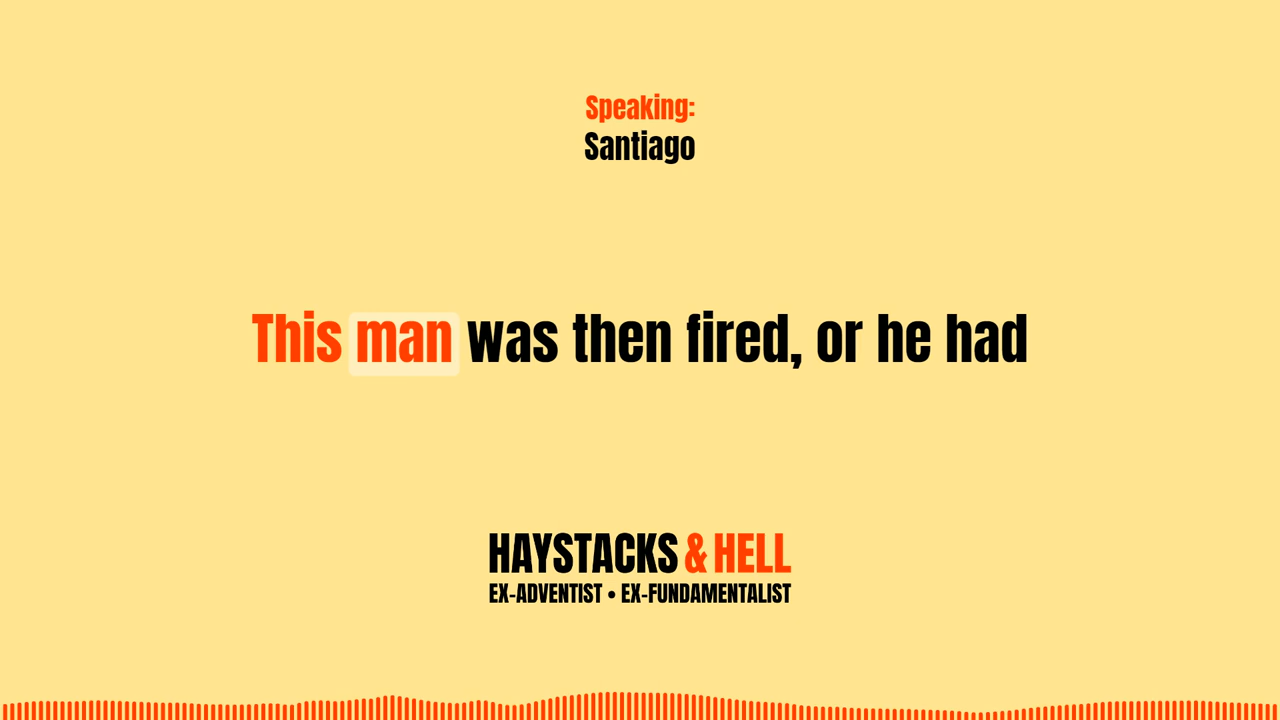 Speaking:
Santiago
This man was then fired, or he had
HAYSTACKS & HELL
EX-ADVENTIST • EX-FUNDAMENTALIST